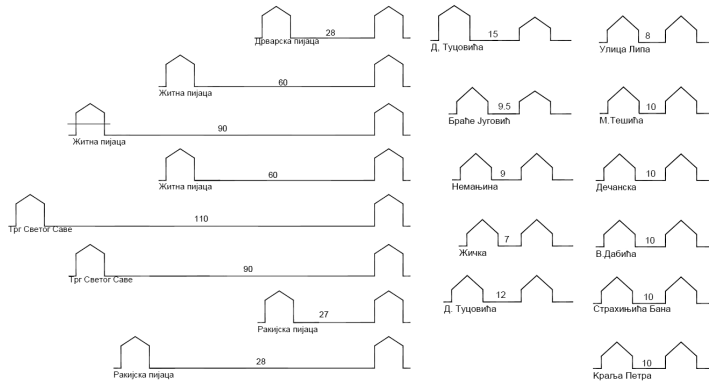 28
Дрварска пијаца
60
Житна пијаца
90
Житна пијаца
60
Житна пијаца
110
Трг Светог Саве
90
Трг Светог Саве
27
Ракијска пијаца
28
Ракијска пијаца
15
Д, Туцовића
9.5
Браће Југовић
9
Немањина
7
Жичка
12
Д. Туцовића
8
Улица Липа
10
М.Тешића
10
Дечанска
10
В.Дабића
10
Страхињића Бана
10
Краља Петра